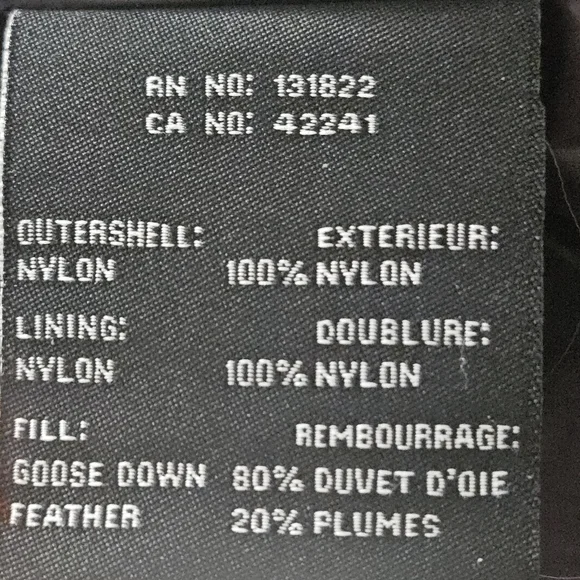 RN NO: 131822
CA NO: 42241
OUTERSHELL: EXTERIEUR:
NYLON 100% NYLON
LINING: DOUBLURE:
NYLON 100% NYLON
FILL: REMBOURRAGE:
GOOSE DOWN 80% DUVET D'OIE
FEATHER 20% PLUMES